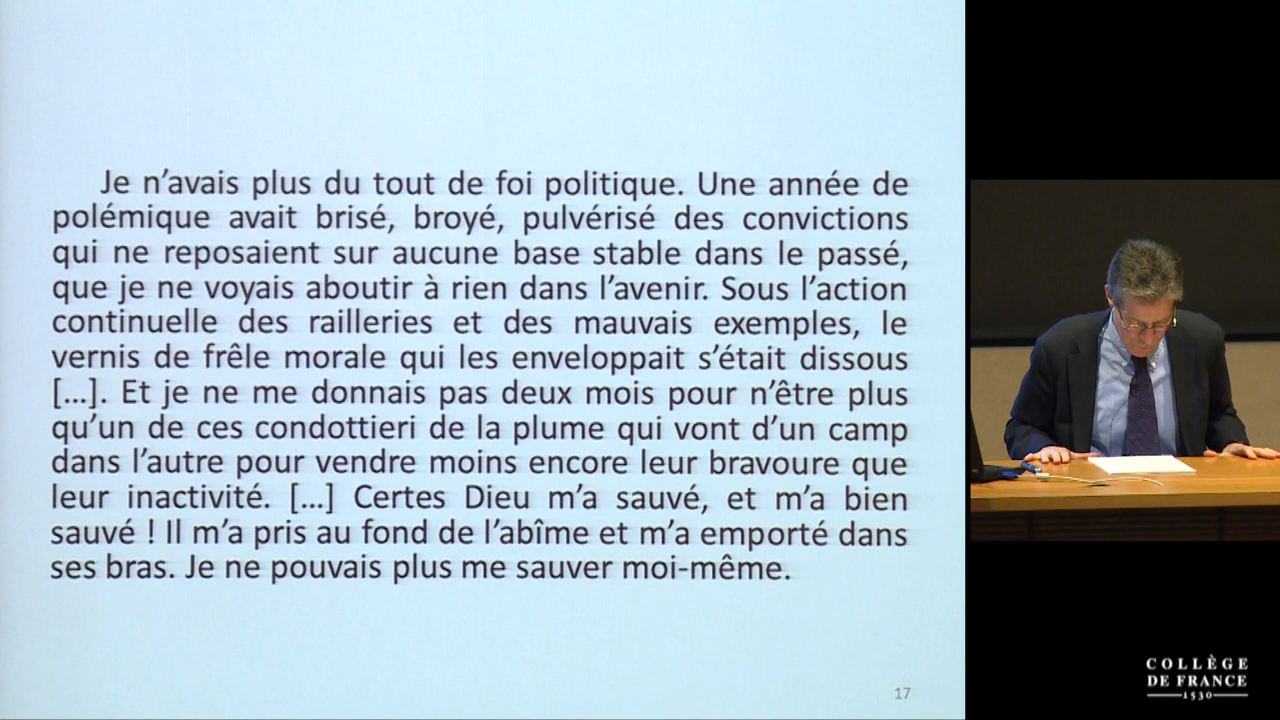 Je n’avais plus du tout de foi politique. Une année de
polémique avait brisé, broyé, pulvérisé des convictions
qui ne reposaient sur aucune base stable dans le passé,
que je ne voyais aboutir à rien dans l’avenir. Sous l’action
continuelle des railleries et des mauvais exemples, le
vernis de frêle morale qui les enveloppait s’était dissous
[…]. Et je ne me donnais pas deux mois pour n’être plus
qu’un de ces condottieri de la plume qui vont d’un camp
dans l’autre pour vendre moins encore leur bravoure que
leur inactivité. […] Certes Dieu m’a sauvé, et m’a bien
sauvé ! Il m’a pris au fond de l’abîme et m’a emporté dans
ses bras. Je ne pouvais plus me sauver moi-même.
17
COLLÈGE
DE FRANCE
1530